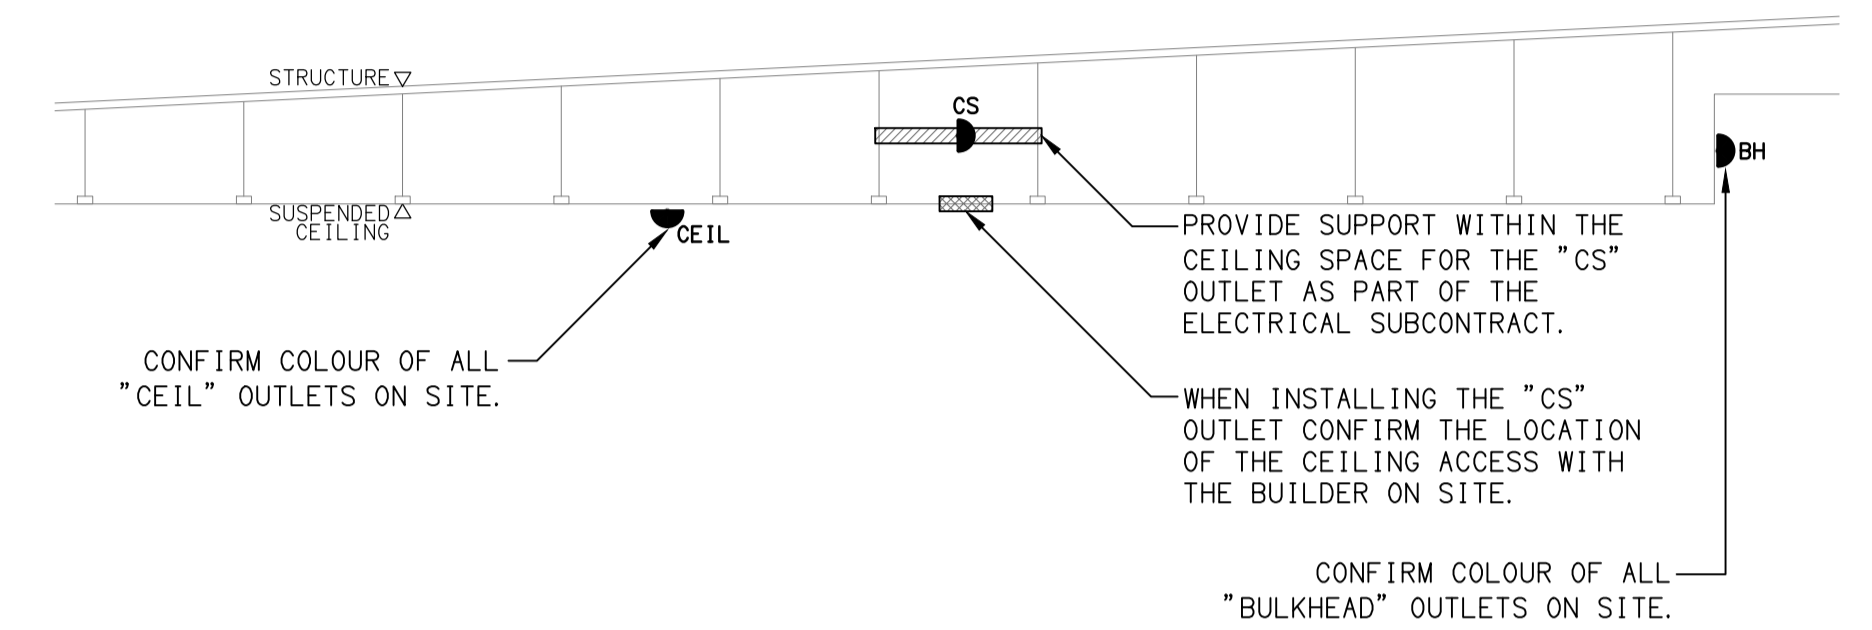 STRUCTURE
CS
BH
SUSPENDED
CEILING
CEIL
PROVIDE SUPPORT WITHIN THE
CEILING SPACE FOR THE "CS"
OUTLET AS PART OF THE
ELECTRICAL SUBCONTRACT.
CONFIRM COLOUR OF ALL
"CEIL" OUTLETS ON SITE.
WHEN INSTALLING THE "CS"
OUTLET CONFIRM THE LOCATION
OF THE CEILING ACCESS WITH
THE BUILDER ON SITE.
CONFIRM COLOUR OF ALL
"BULKHEAD" OUTLETS ON SITE.